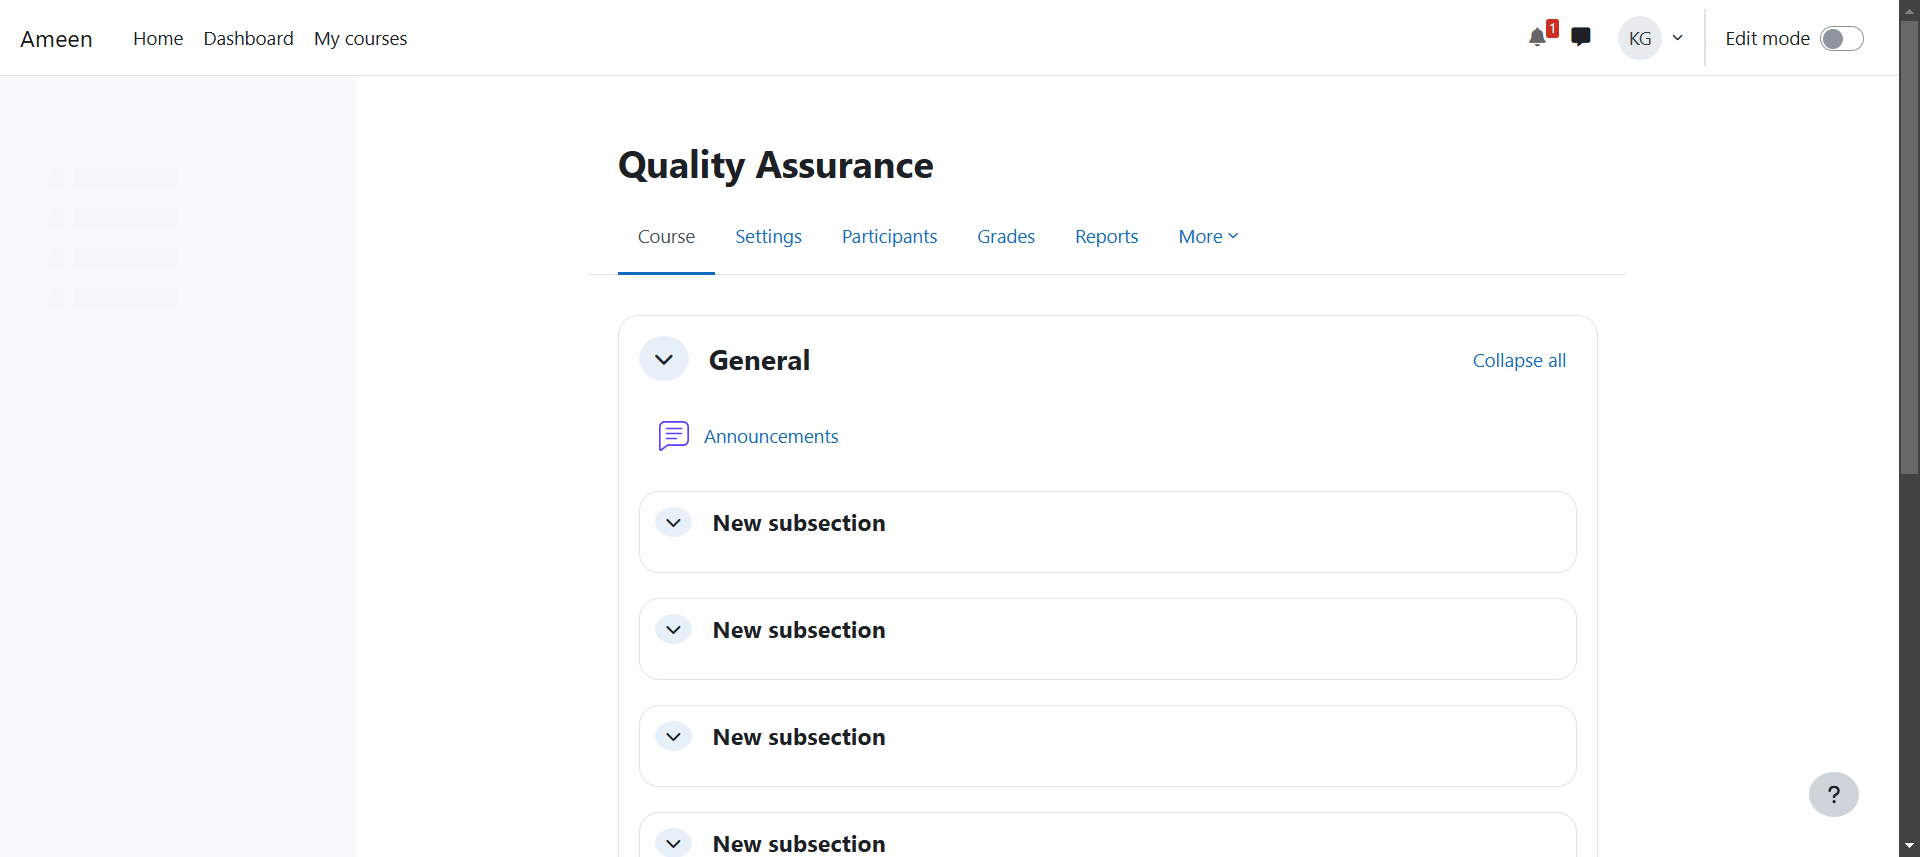 Ameen Home Dashboard My courses 1 KG Edit mode
Quality Assurance
Course Settings Participants Grades Reports More
General Collapse all
Announcements
New subsection
New subsection
New subsection
New subsection
?